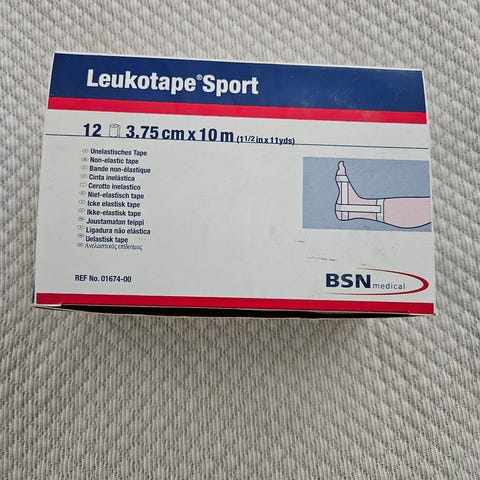 Leukotape®Sport
12 3.75 cm x 10 m (1 1/2 in x 11yds)
Unelastisches Tape
Non-elastic tape
Bande non-élastique
Cinta inelástica
Cerotto inelastico
Niet-elastisch tape
Icke elastisk tape
Ikke-elastisk tape
Joustamaton teippi
Ligadura não elástica
Uelastisk tape
Ανελαστικός επίδεσμος
REF No. 01674-00
BSN medical